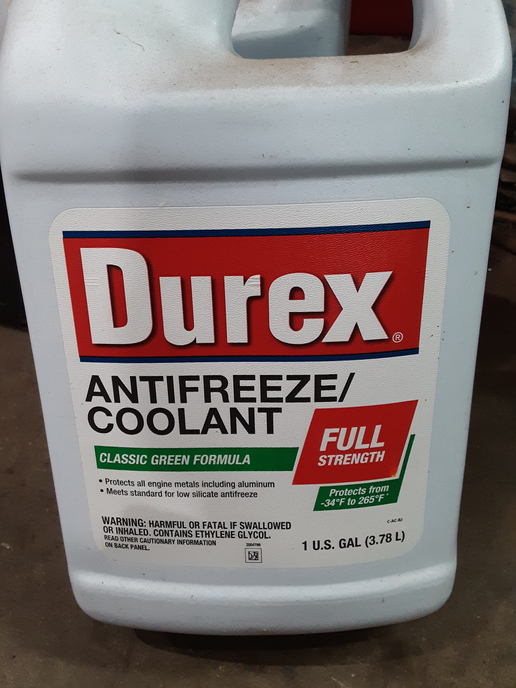 Durex®
ANTIFREEZE/
COOLANT
FULL
STRENGTH
CLASSIC GREEN FORMULA
• Protects all engine metals including aluminum
• Meets standard for low silicate antifreeze
Protects from
-34°F to 265°F*
WARNING: HARMFUL OR FATAL IF SWALLOWED
OR INHALED. CONTAINS ETHYLENE GLYCOL.
READ OTHER CAUTIONARY INFORMATION
ON BACK PANEL.
1 U.S. GAL (3.78 L)